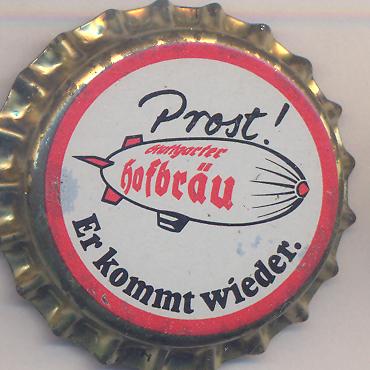 Prost!
Stuttgarter
Hofbräu
Er kommt wieder.